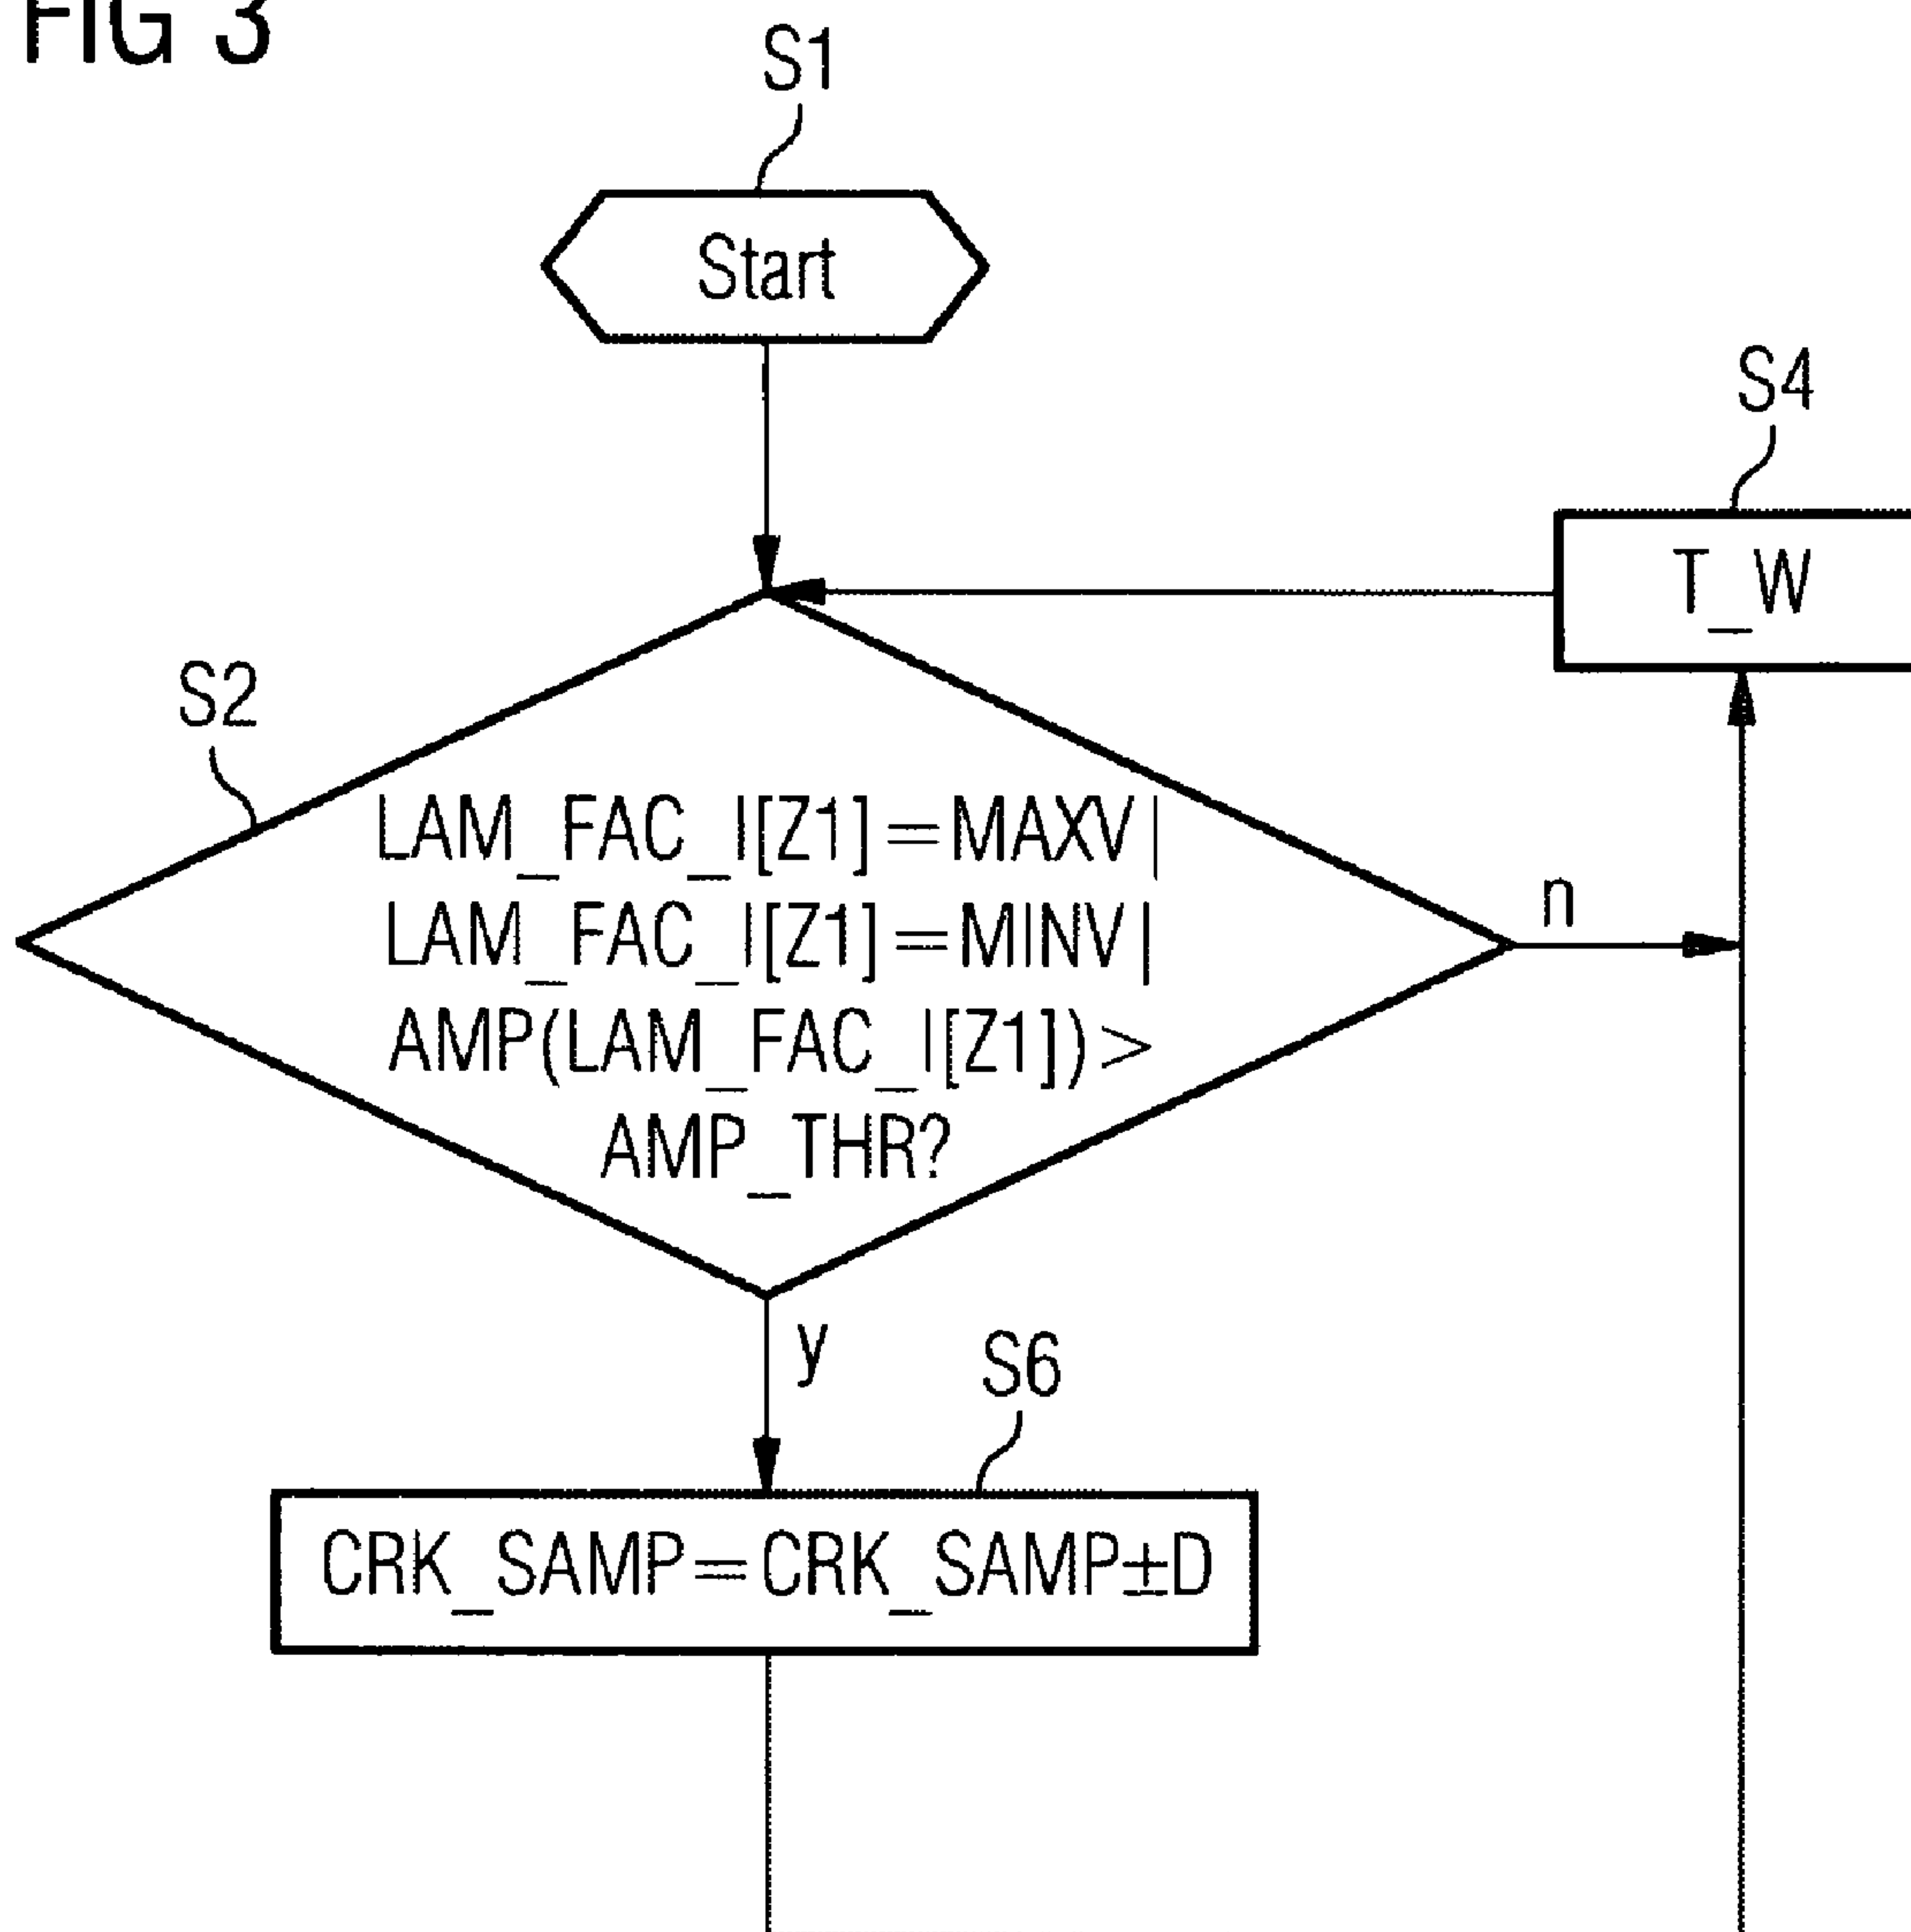 FIG 3
S1
Start
S4
T_W
S2
LAM_FAC_I[Z1]=MAXV|
LAM_FAC_I[Z1]=MINV|
AMP(LAM_FAC_I[Z1])>
AMP_THR?
n
y
S6
CRK_SAMP=CRK_SAMP±D